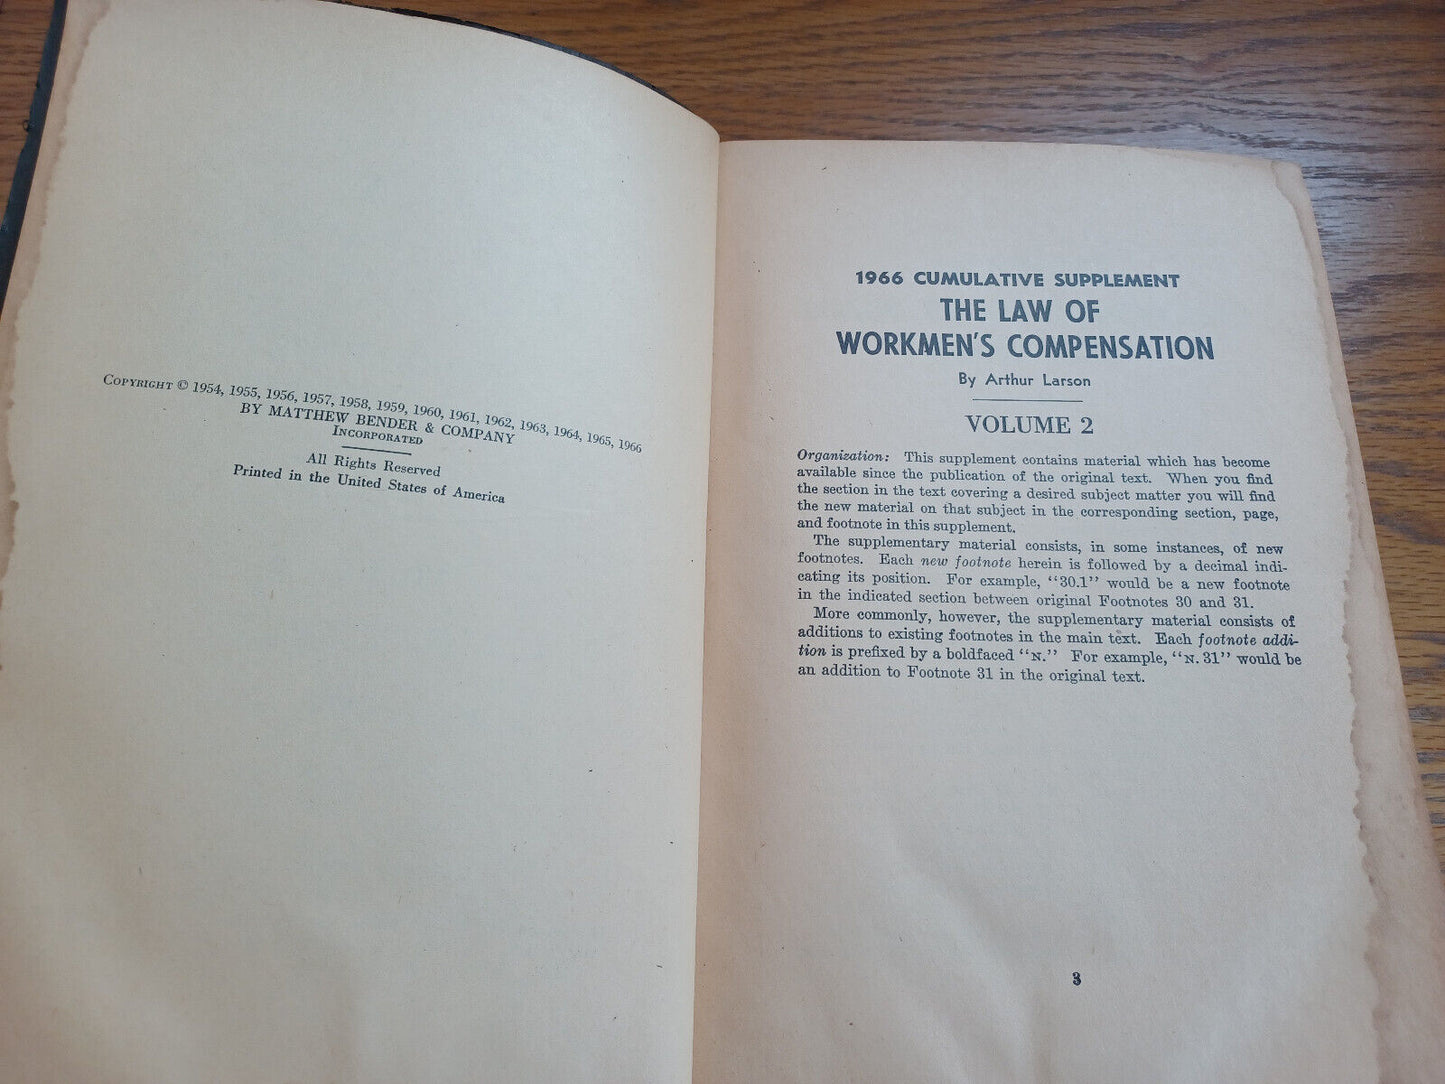 Copyright © 1954, 1955, 1956, 1957, 1958, 1959, 1960, 1961, 1962, 1963, 1964, 1965, 1966
BY MATTHEW BENDER & COMPANY
Incorporated
All Rights Reserved
Printed in the United States of America
1966 CUMULATIVE SUPPLEMENT
THE LAW OF
WORKMEN'S COMPENSATION
By Arthur Larson
VOLUME 2
Organization: This supplement contains material which has become
available since the publication of the original text. When you find
the section in the text covering a desired subject matter you will find
the new material on that subject in the corresponding section, page,
and footnote in this supplement.
The supplementary material consists, in some instances, of new
footnotes. Each new footnote herein is followed by a decimal indi-
cating its position. For example, "30.1" would be a new footnote
in the indicated section between original Footnotes 30 and 31.
More commonly, however, the supplementary material consists of
additions to existing footnotes in the main text. Each footnote addi-
tion is prefixed by a boldfaced "N." For example, "N. 31" would be
an addition to Footnote 31 in the original text.
3